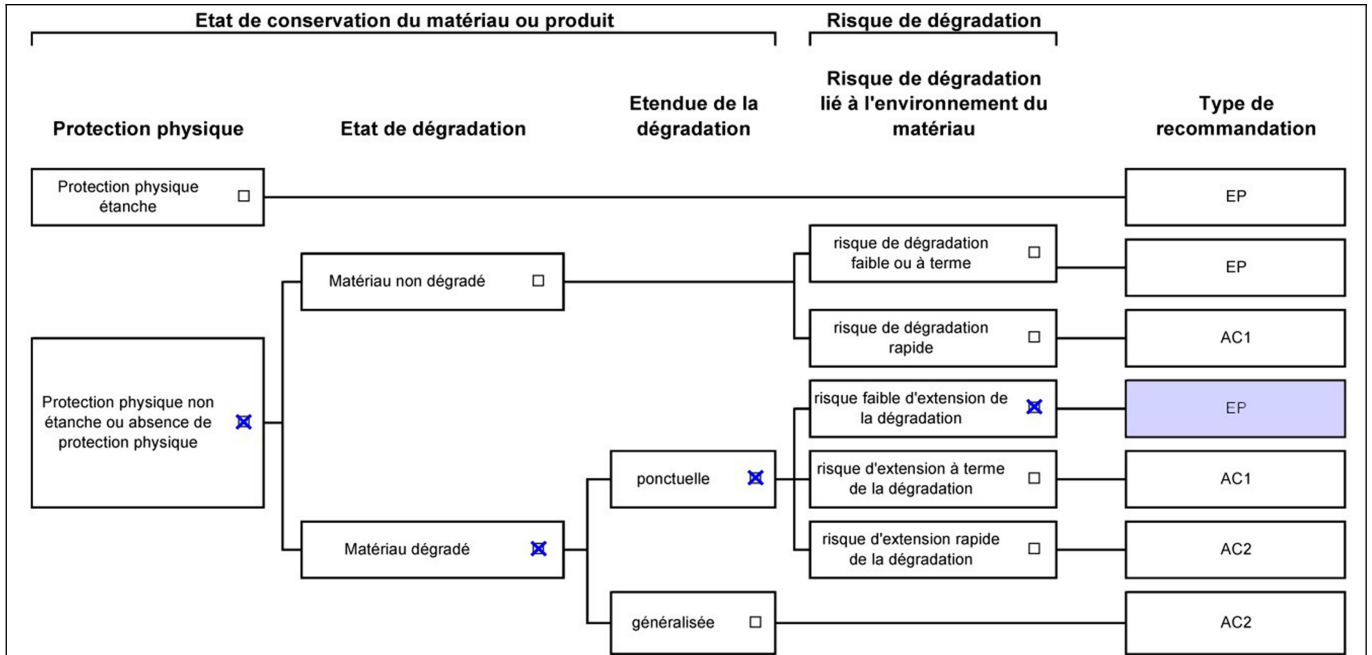 Etat de conservation du matériau ou produit
Risque de dégradation
Protection physique
Etat de dégradation
Etendue de la
dégradation
Risque de dégradation
lié à l'environnement du
matériau
Type de
recommandation
Protection physique
étanche
EP
risque de dégradation
faible ou à terme
EP
Matériau non dégradé
risque de dégradation
rapide
AC1
Protection physique non
étanche ou absence de
protection physique
risque faible d'extension de
la dégradation
EP
ponctuelle
risque d'extension à terme
de la dégradation
AC1
Matériau dégradé
risque d'extension rapide
de la dégradation
AC2
généralisée
AC2